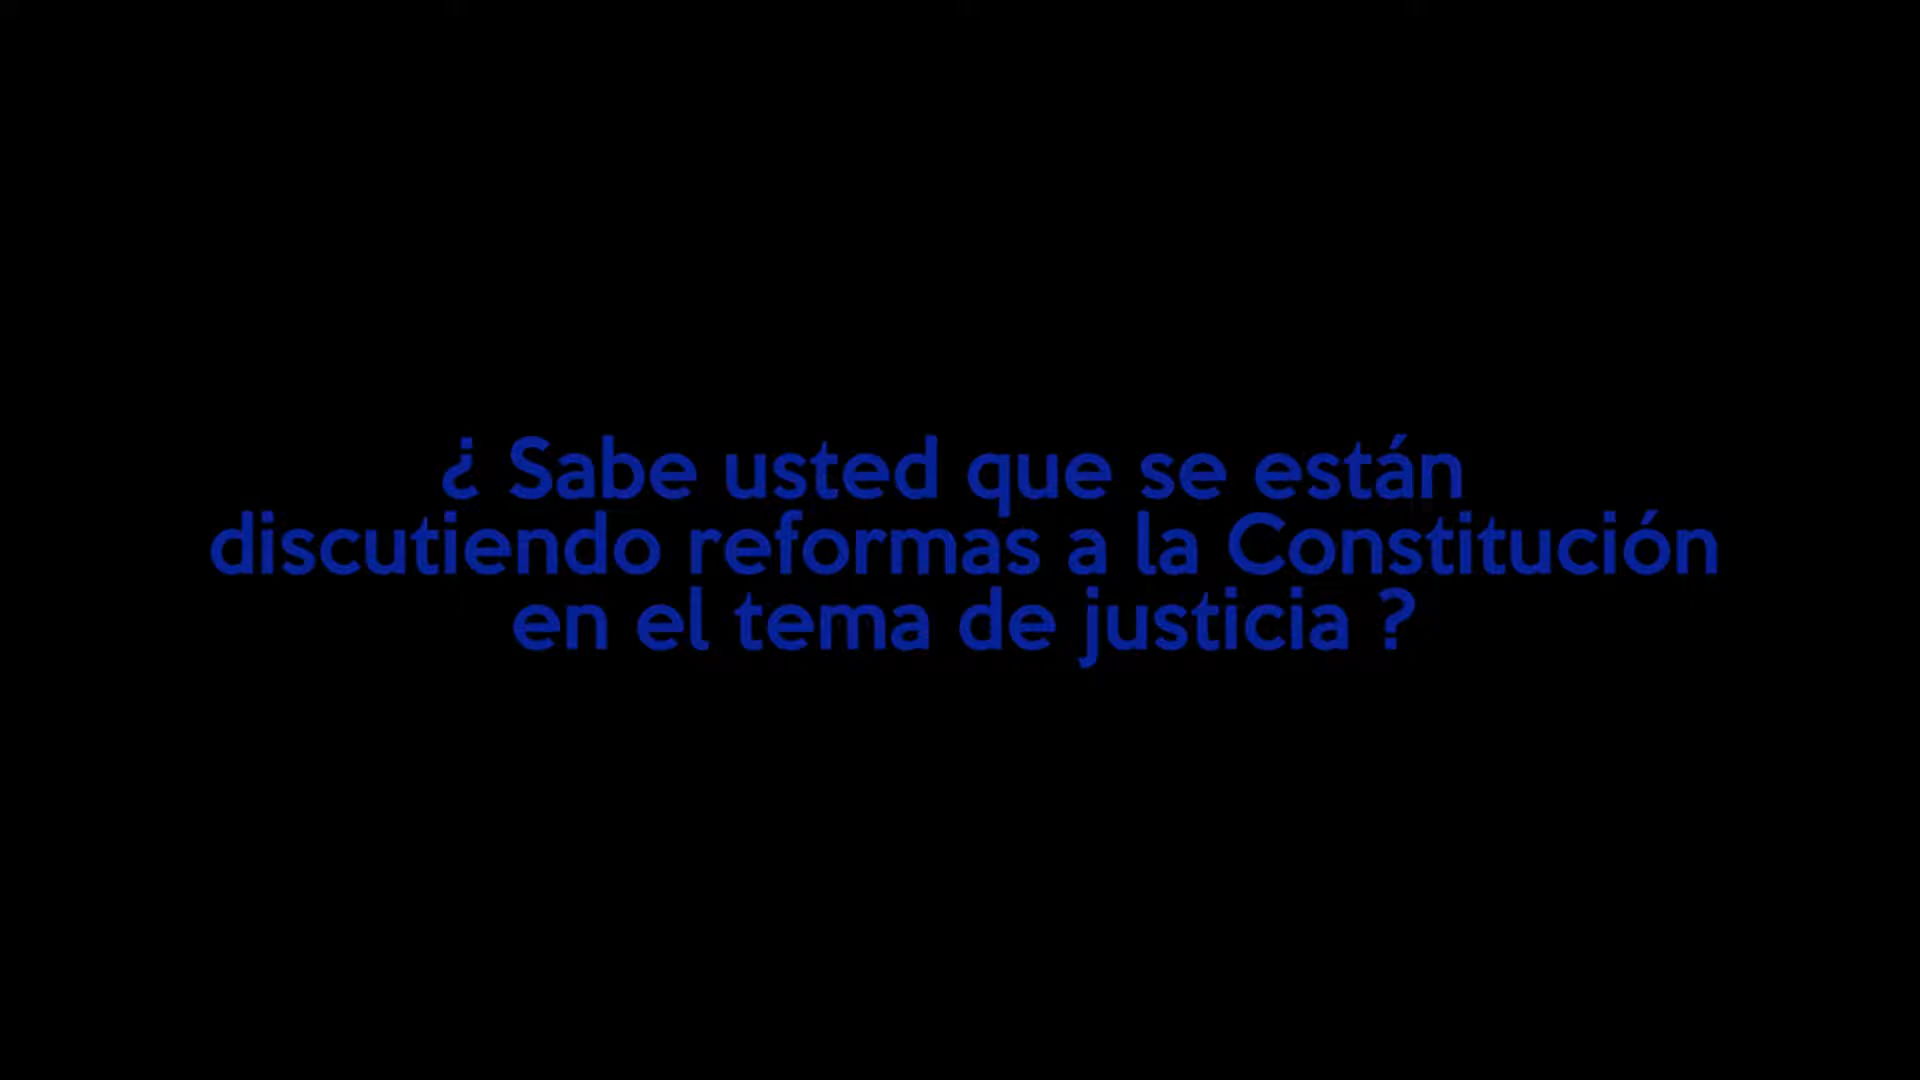 ¿ Sabe usted que se están
discutiendo reformas a la Constitución
en el tema de justicia ?